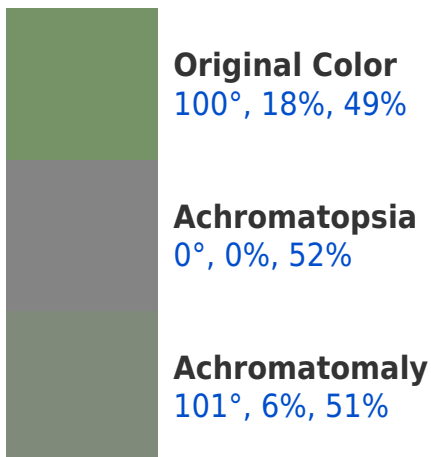 Original Color
100°, 18%, 49%
Achromatopsia
0°, 0%, 52%
Achromatomaly
101°, 6%, 51%